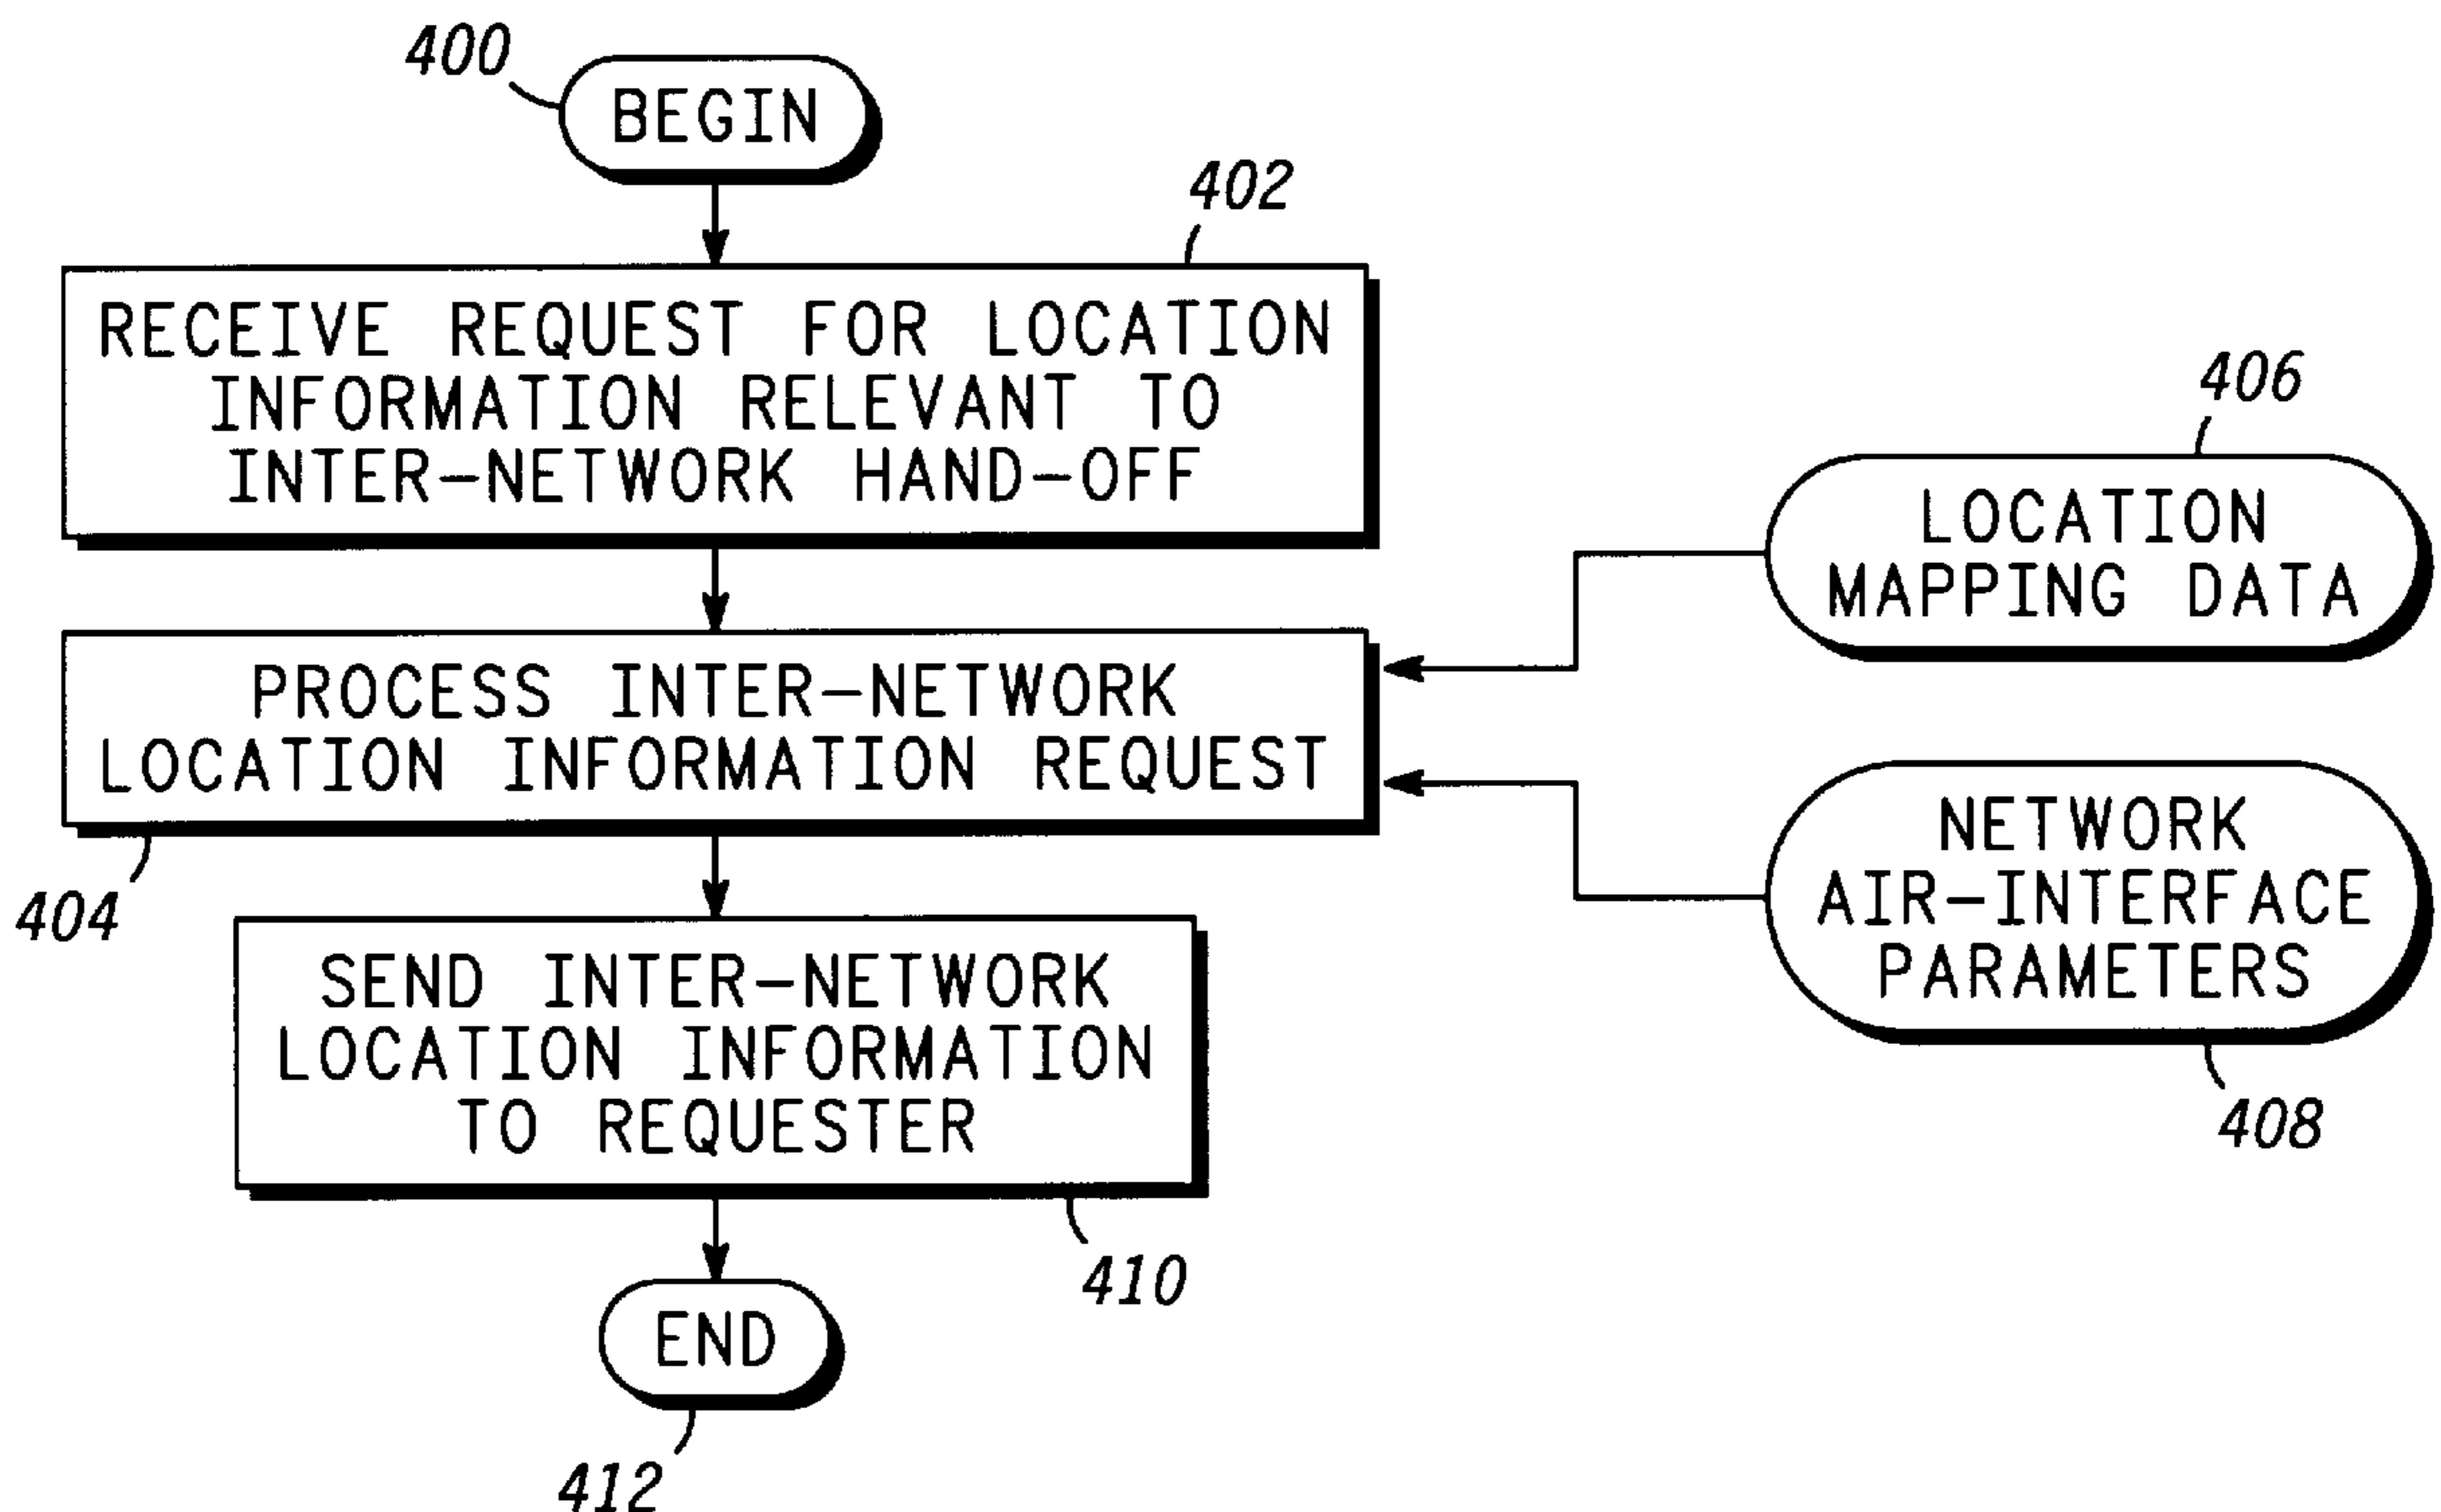 400
BEGIN
402
RECEIVE REQUEST FOR LOCATION
INFORMATION RELEVANT TO
INTER-NETWORK HAND-OFF
406
LOCATION
MAPPING DATA
PROCESS INTER-NETWORK
LOCATION INFORMATION REQUEST
404
NETWORK
AIR-INTERFACE
PARAMETERS
408
SEND INTER-NETWORK
LOCATION INFORMATION
TO REQUESTER
410
END
412